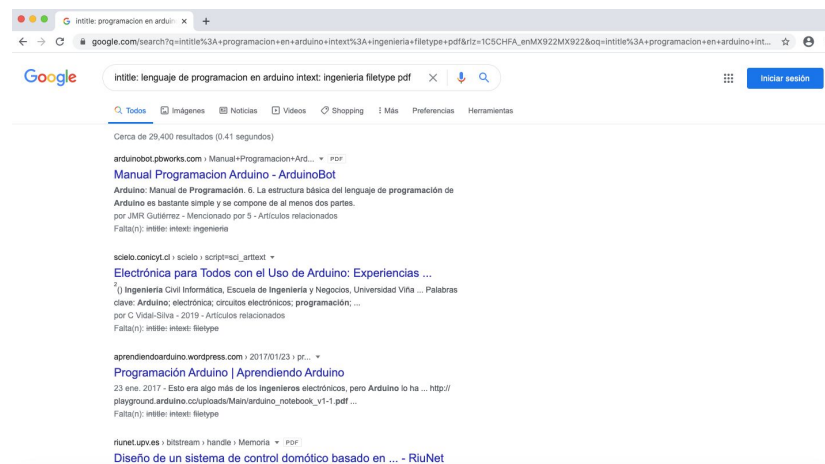 intitle: programacion en arduin
google.com/search?q=intitle%3A+programacion+en+arduino+intext%3A+ingenieria+filetype+pdf&rlz=1C5CHFA_enMX922MX922&oq=intitle%3A+programacion+en+arduino+int...
Google
intitle: lenguaje de programacion en arduino intext: ingenieria filetype pdf
Iniciar sesión
Todos Imágenes Noticias Videos Shopping Más Preferencias Herramientas
Cerca de 29,400 resultados (0.41 segundos)
arduinobot.pbworks.com › Manual+Programacion+Ard... PDF
Manual Programacion Arduino - ArduinoBot
Arduino: Manual de Programación. 6. La estructura básica del lenguaje de programación de
Arduino es bastante simple y se compone de al menos dos partes.
por JMR Gutiérrez - Mencionado por 5 - Artículos relacionados
Falta(n): intitle: intext: ingenieria
scielo.conicyt.cl › scielo › script=sci_arttext
Electrónica para Todos con el Uso de Arduino: Experiencias ...
2() Ingeniería Civil Informática, Escuela de Ingeniería y Negocios, Universidad Viña ... Palabras
clave: Arduino; electrónica; circuitos electrónicos; programación; ...
por C Vidal-Silva - 2019 - Artículos relacionados
Falta(n): intitle: intext: filetype
aprendiendoarduino.wordpress.com › 2017/01/23 › pr...
Programación Arduino | Aprendiendo Arduino
23 ene. 2017 - Esto era algo más de los ingenieros electrónicos, pero Arduino lo ha ... http://
playground.arduino.cc/uploads/Main/arduino_notebook_v1-1.pdf ...
Falta(n): intitle: intext: filetype
riunet.upv.es › bitstream › handle › Memoria PDF
Diseño de un sistema de control domótico basado en ... - RiuNet